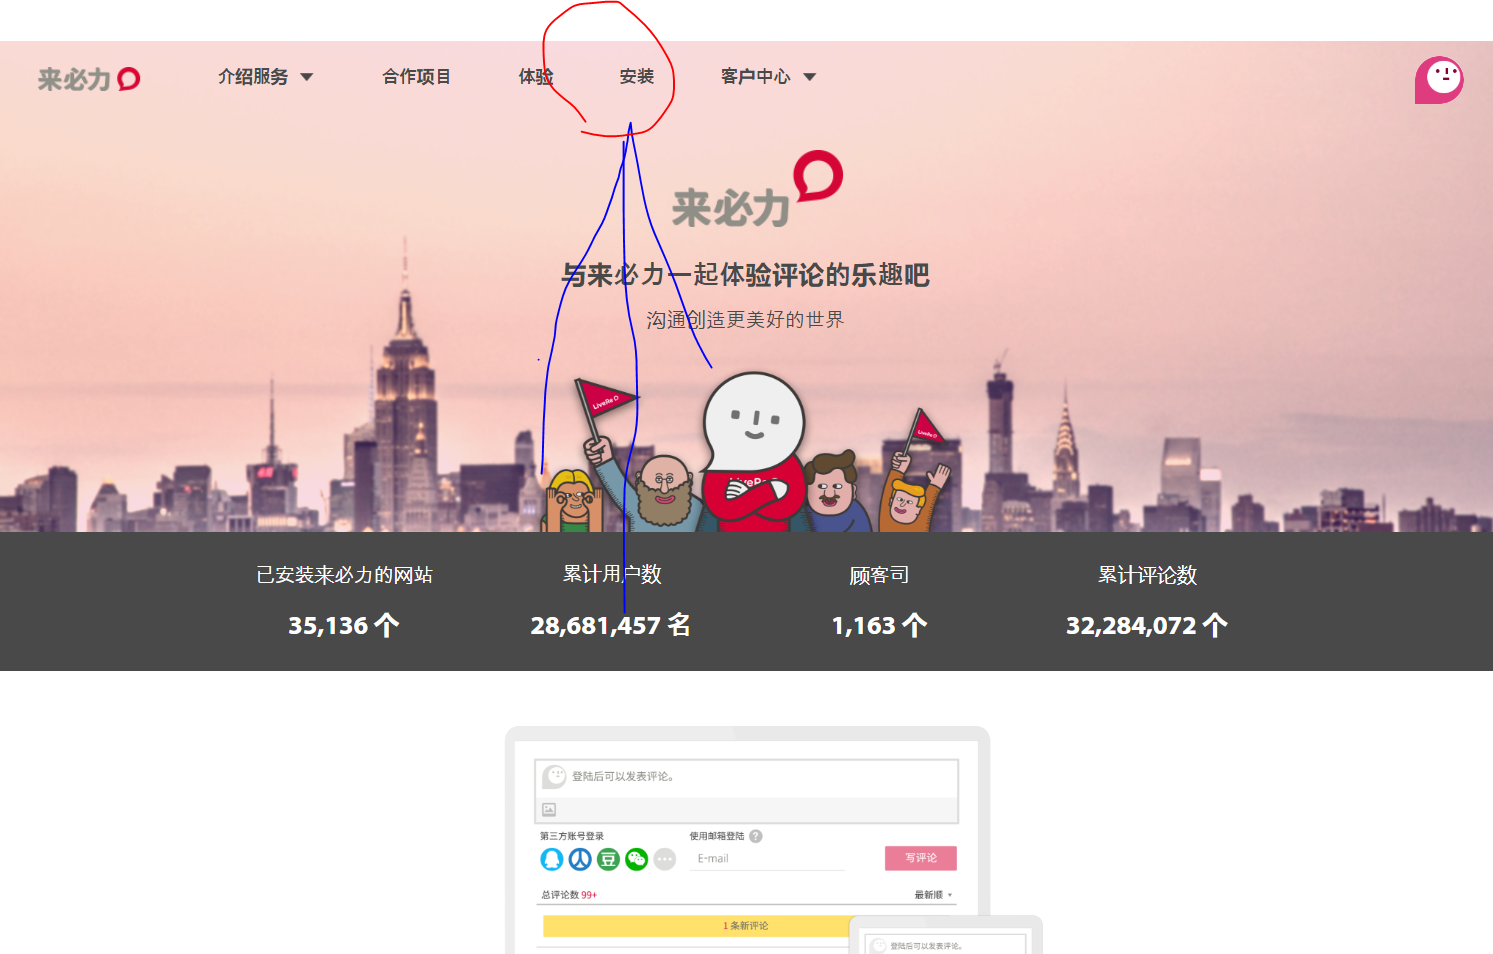 来必力
介绍服务 合作项目 体验 安装 客户中心
来必力
与来必力一起体验评论的乐趣吧
沟通创造更美好的世界
LiveRe
LiveRe
LiveRe
已安装来必力的网站 累计用户数 顾客司 累计评论数
35,136 个 28,681,457 名 1,163 个 32,284,072 个
登陆后可以发表评论。
第三方账号登录 使用邮箱登陆 ?
豆 E-mail 写评论
总评论数 99+ 最新顺
1 条新评论
登陆后可以发表评论。